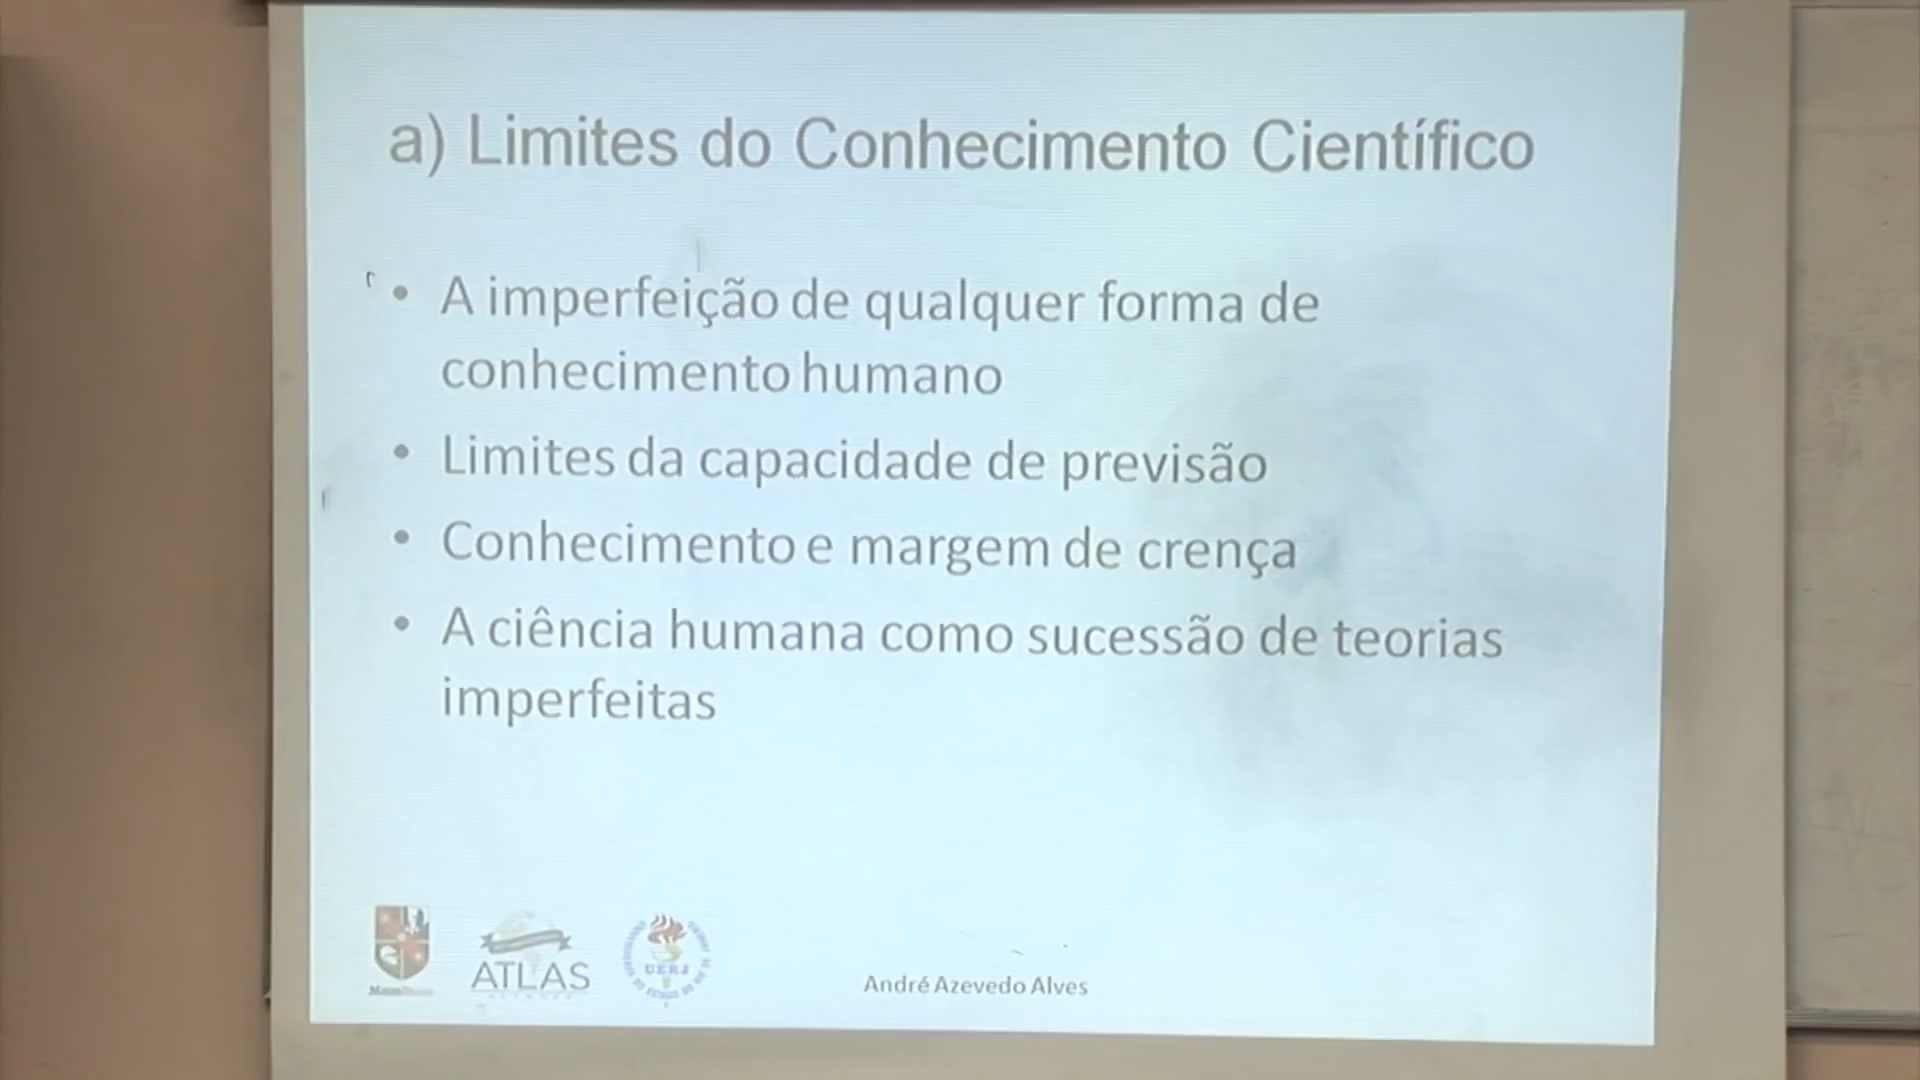 a) Limites do Conhecimento Científico
• A imperfeição de qualquer forma de
conhecimento humano
• Limites da capacidade de previsão
• Conhecimento e margem de crença
• A ciência humana como sucessão de teorias
imperfeitas
ATLAS
UERJ
André Azevedo Alves